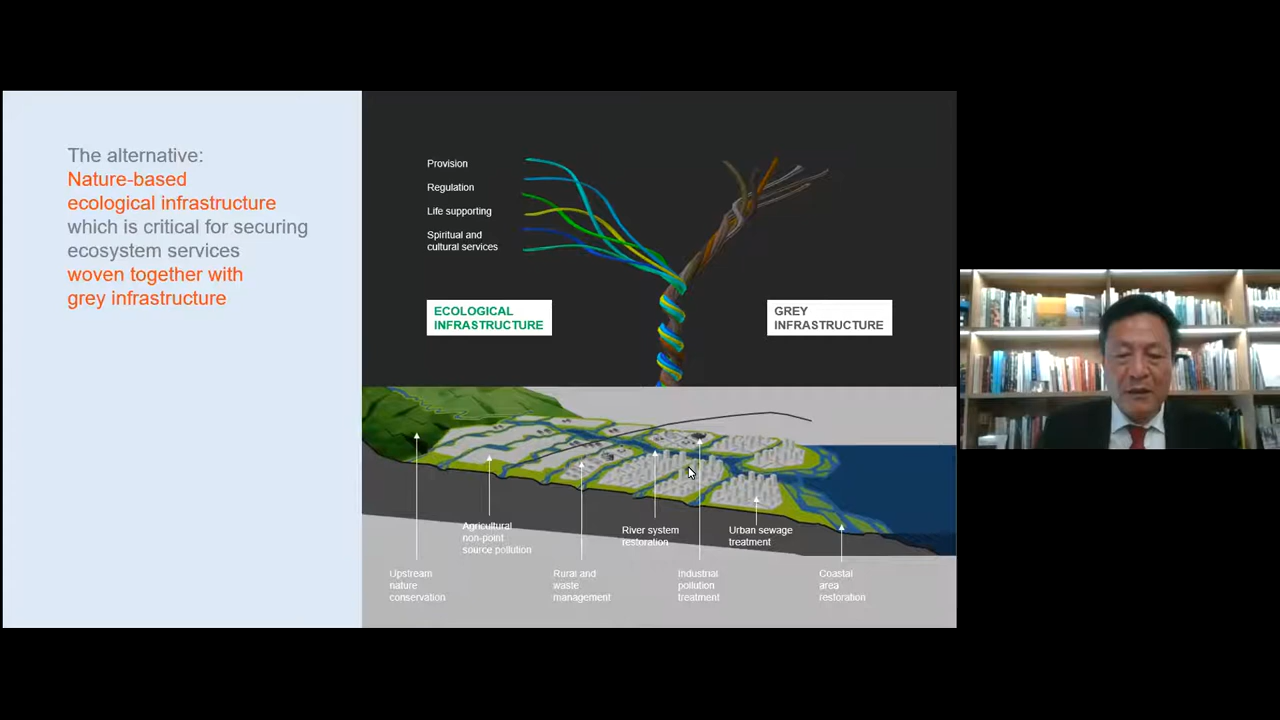 The alternative:
Nature-based
ecological infrastructure
which is critical for securing
ecosystem services
woven together with
grey infrastructure
Provision
Regulation
Life supporting
Spiritual and
cultural services
ECOLOGICAL
INFRASTRUCTURE
GREY
INFRASTRUCTURE
Agricultural
non-point
source pollution
River system
restoration
Urban sewage
treatment
Upstream
nature
conservation
Rural and
waste
management
Industrial
pollution
treatment
Coastal
area
restoration